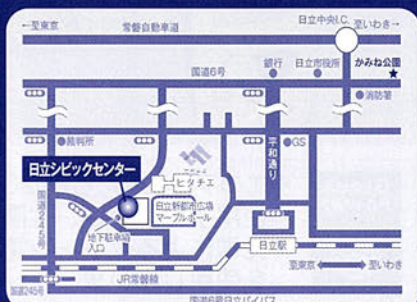 ←至東京
常磐自動車道
日立中央I.C.
至いわき→
国道6号
銀行
日立市役所
かみね公園
消防署
裁判所
GS
平和通り
日立シビックセンター
ヒタチエ
日立新都市広場
マーブルホール
国道245号
地下駐車場
入口
日立駅
至東京
至いわき
JR常磐線
国道245号
国道6号日立バイパス